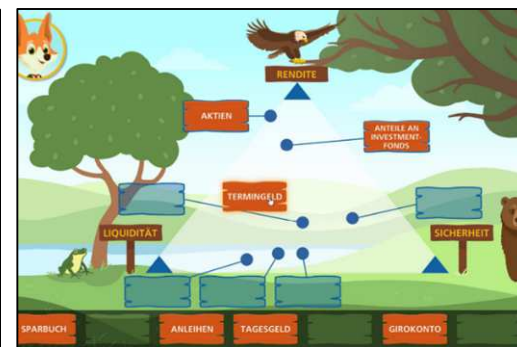 RENDITE
AKTIEN
ANTEILE AN
INVESTMENT-
FONDS
TERMINGELD
LIQUIDITÄT
SICHERHEIT
SPARBUCH
ANLEIHEN
TAGESGELD
GIROKONTO